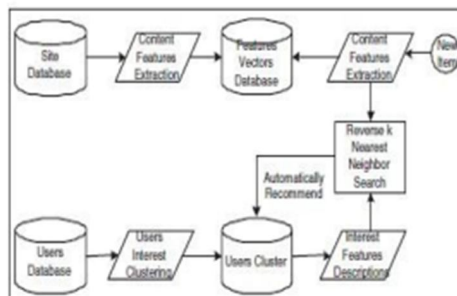 Site
Database
Content
Features
Extraction
Features
Vectors
Database
Content
Features
Extraction
New
Item
Reverse k
Nearest
Neighbor
Search
Automatically
Recommend
Users
Database
Users
Interest
Clustering
Users Cluster
Interest
Features
Descriptions